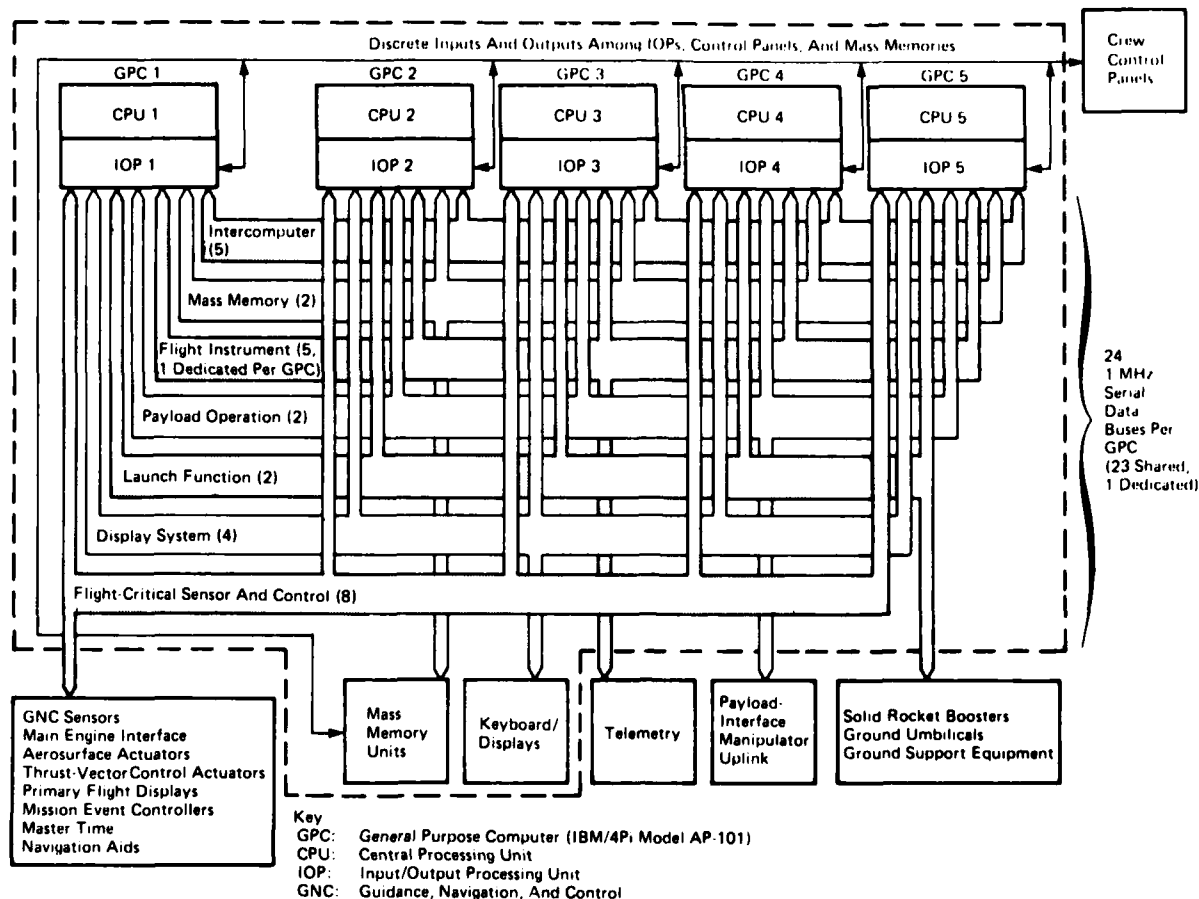 Discrete Inputs And Outputs Among IOPs, Control Panels, And Mass Memories
Crew
Control
Panels
GPC 1
GPC 2
GPC 3
GPC 4
GPC 5
CPU 1
CPU 2
CPU 3
CPU 4
CPU 5
IOP 1
IOP 2
IOP 3
IOP 4
IOP 5
Intercomputer
(5)
Mass Memory (2)
Flight Instrument (5,
1 Dedicated Per GPC)
Payload Operation (2)
Launch Function (2)
Display System (4)
Flight-Critical Sensor And Control (8)
24
1 MHz
Serial
Data
Buses Per
GPC
(23 Shared,
1 Dedicated)
GNC Sensors
Main Engine Interface
Aerosurface Actuators
Thrust-Vector Control Actuators
Primary Flight Displays
Mission Event Controllers
Master Time
Navigation Aids
Mass
Memory
Units
Keyboard/
Displays
Telemetry
Payload-
Interface
Manipulator
Uplink
Solid Rocket Boosters
Ground Umbilicals
Ground Support Equipment
Key
GPC: General Purpose Computer (IBM/4Pi Model AP-101)
CPU: Central Processing Unit
IOP: Input/Output Processing Unit
GNC: Guidance, Navigation, And Control